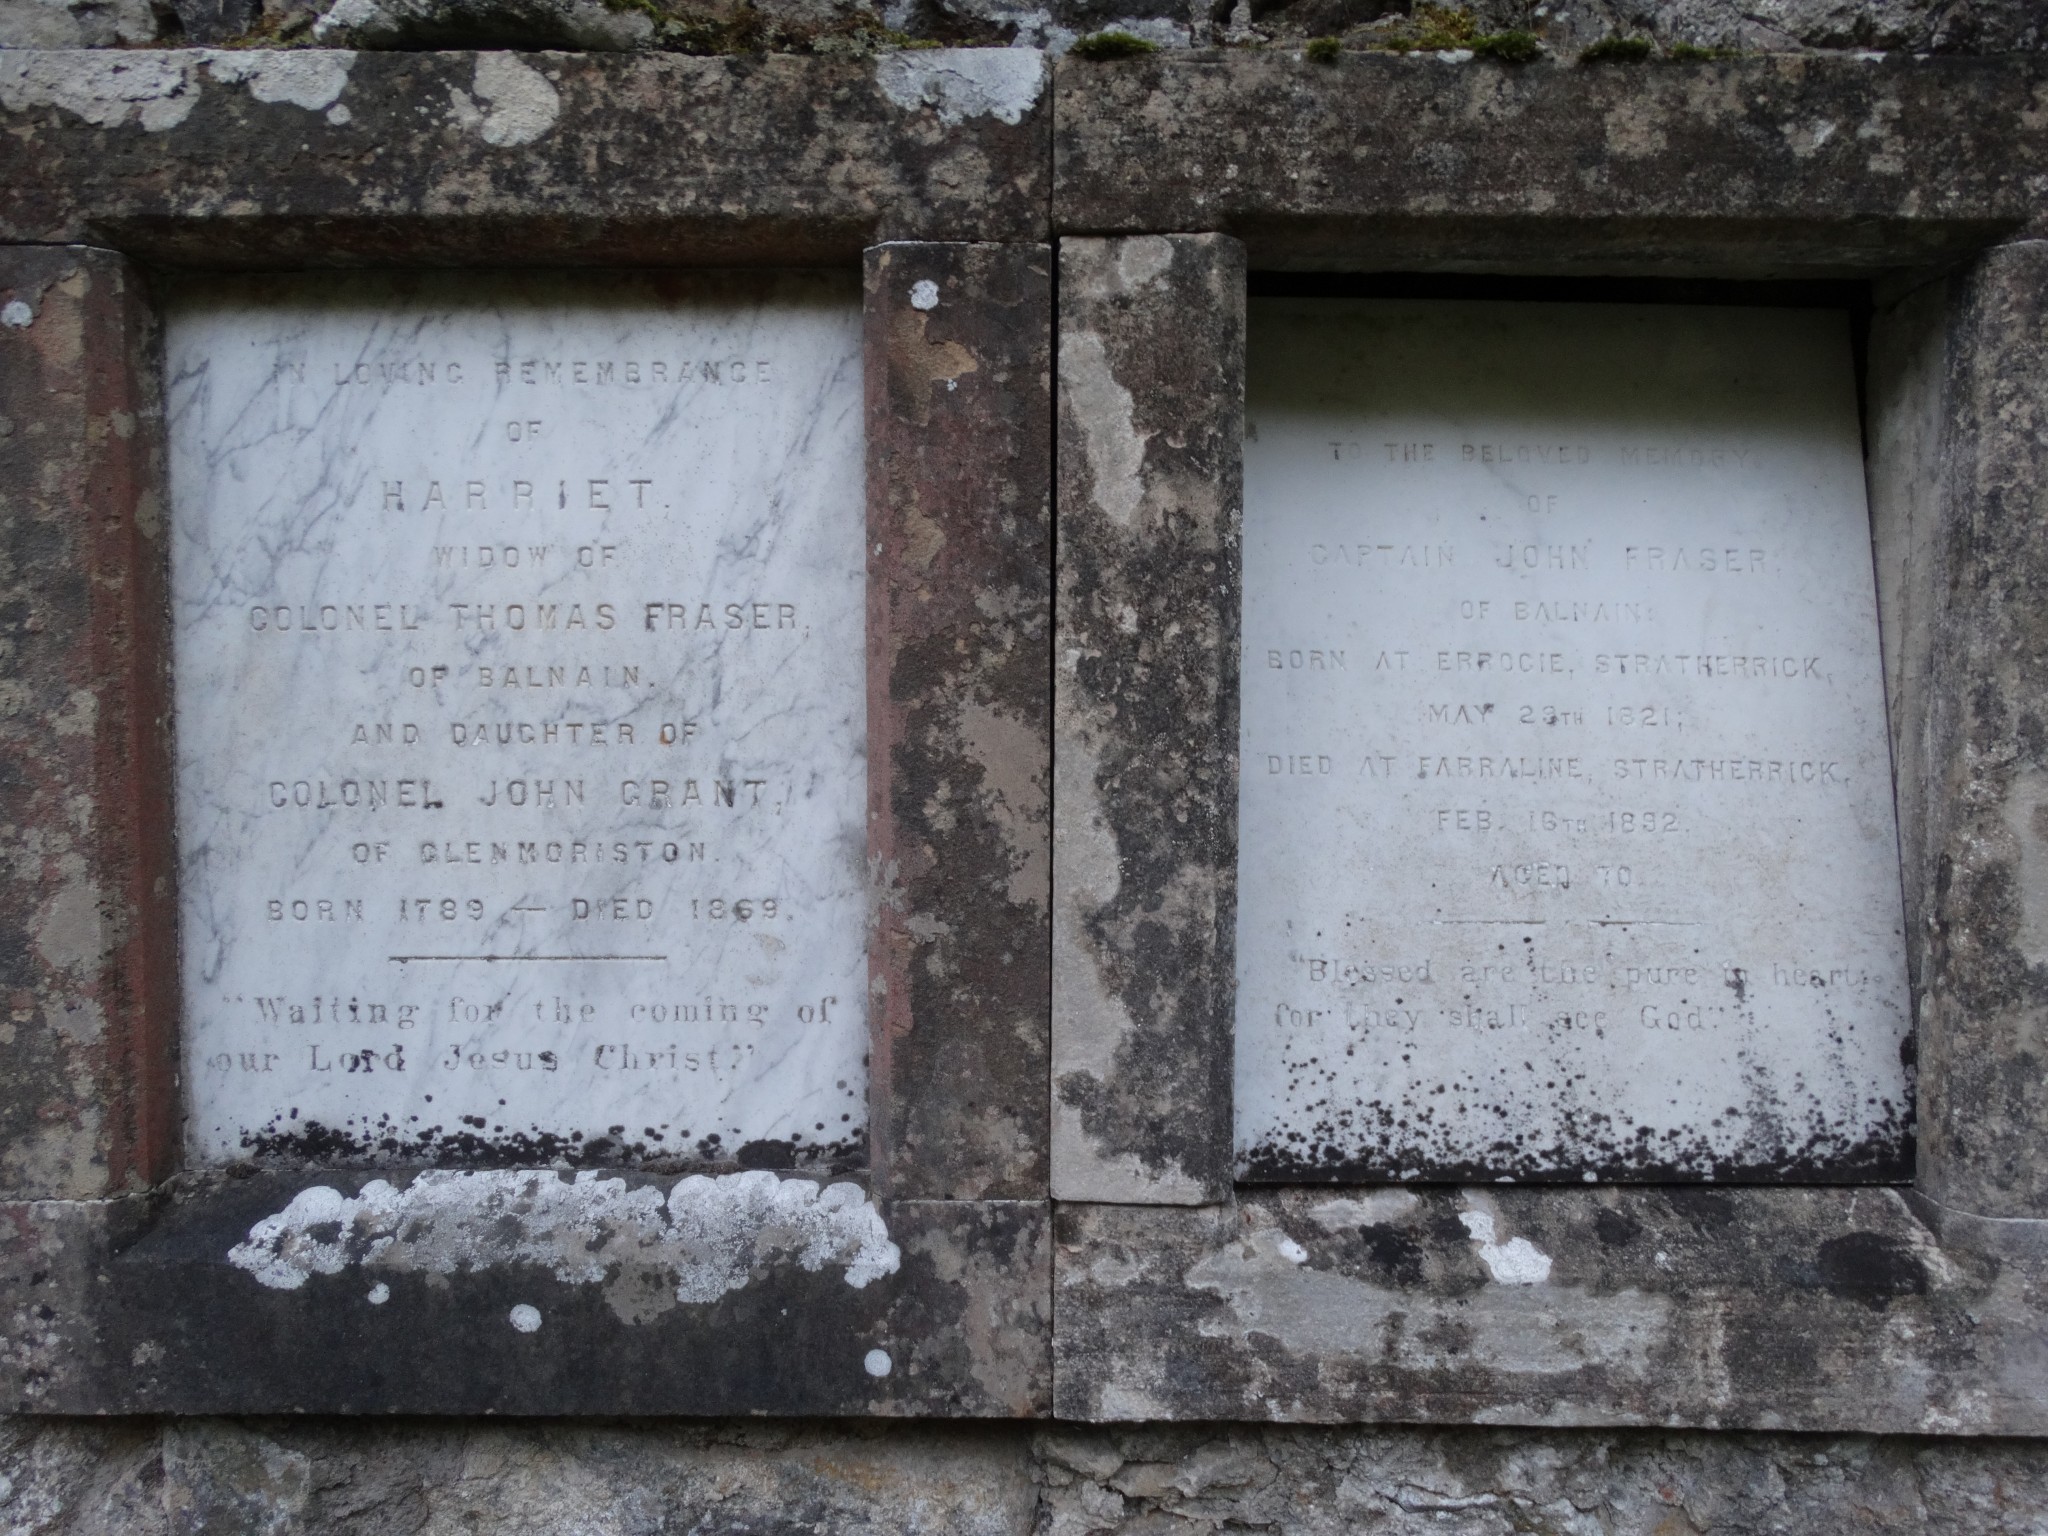 IN LOVING REMEMBRANCE
OF
HARRIET.
WIDOW OF
COLONEL THOMAS FRASER,
OF BALNAIN.
AND DAUGHTER OF
COLONEL JOHN GRANT,
OF GLENMORISTON.
BORN 1789 — DIED 1869.
"Waiting for the coming of
our Lord Jesus Christ."
TO THE BELOVED MEMORY
OF
CAPTAIN JOHN FRASER.
OF BALNAIN:
BORN AT ERROGIE, STRATHERRICK,
MAY 1821;
DIED AT FARRALINE, STRATHERRICK.
FEB. 16TH 1892.
AGED 70.
"Blessed are the pure in heart
for they shall see God"